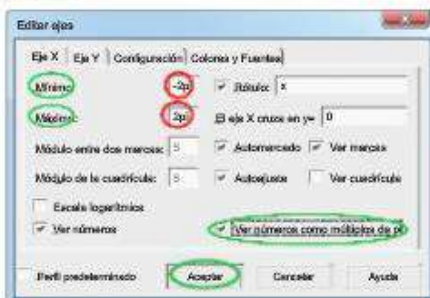 Editar ejes
Eje X Eje Y Configuración Colores y Fuentes
Mínimo: -2pi Rótulo: x
Máximo: 2pi El eje X cruza en y= 0
Módulo entre dos marcas: 5 Automarcado Ver marcas
Módulo de la cuadrícula: 5 Autoajuste Ver cuadrícula
Escala logarítmica
Ver números Ver números como múltiplos de pi
Perfil predeterminado Aceptar Cancelar Ayuda